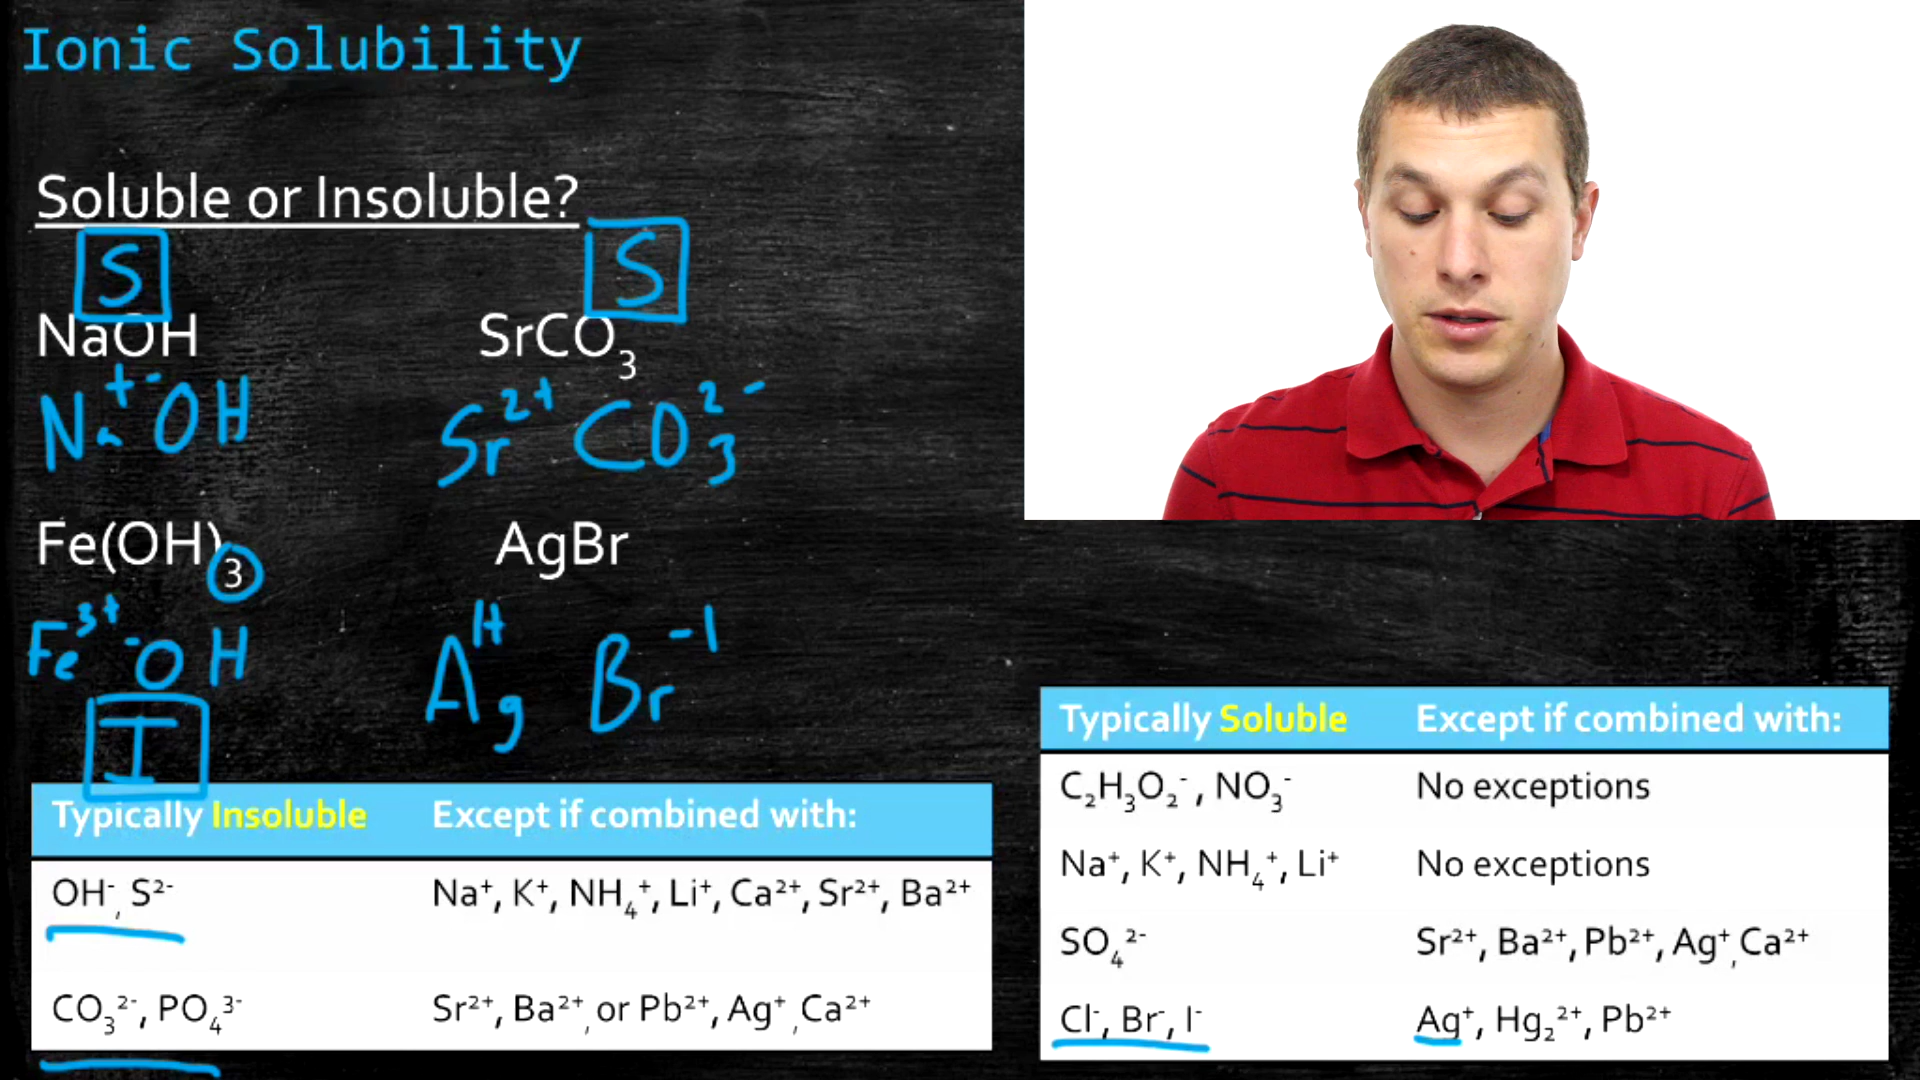 Ionic Solubility
Soluble or Insoluble?
S S
NaOH SrCO₃
Na⁺ ⁻OH Sr²⁺ CO₃²⁻
Fe(OH)₃ AgBr
Fe³⁺ ⁻OH Ag¹⁺ Br⁻¹
I
Typically Insoluble Except if combined with:
OH⁻, S²⁻ Na⁺, K⁺, NH₄⁺, Li⁺, Ca²⁺, Sr²⁺, Ba²⁺
CO₃²⁻, PO₄³⁻ Sr²⁺, Ba²⁺, or Pb²⁺, Ag⁺, Ca²⁺
Typically Soluble Except if combined with:
C₂H₃O₂⁻, NO₃⁻ No exceptions
Na⁺, K⁺, NH₄⁺, Li⁺ No exceptions
SO₄²⁻ Sr²⁺, Ba²⁺, Pb²⁺, Ag⁺, Ca²⁺
Cl⁻, Br⁻, I⁻ Ag⁺, Hg₂²⁺, Pb²⁺